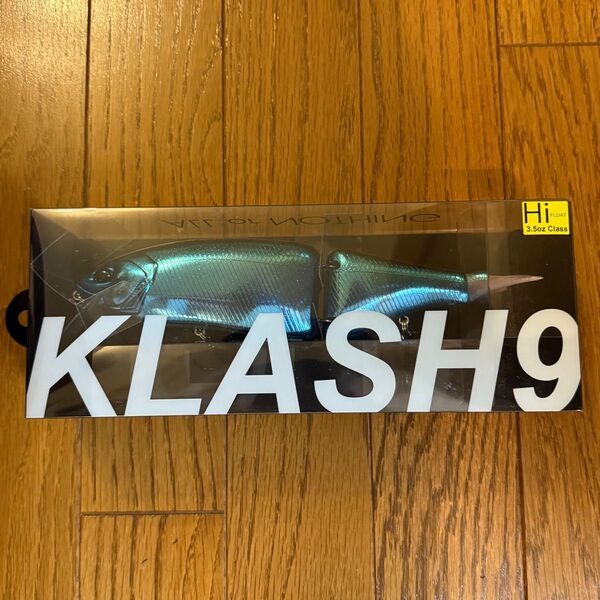 ALL or NOTHING
Hi FLOAT
3.5oz Class
KLASH9